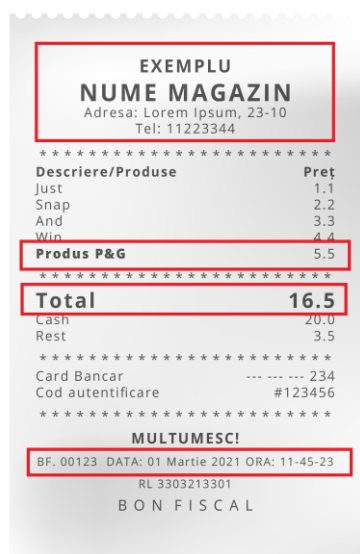 EXEMPLU
NUME MAGAZIN
Adresa: Lorem Ipsum, 23-10
Tel: 11223344
* * * * * * * * * * * * * * * * * * * * * * * *
Descriere/Produse Preț
Just 1.1
Snap 2.2
And 3.3
Win 4.4
Produs P&G 5.5
* * * * * * * * * * * * * * * * * * * * * * * *
Total 16.5
Cash 20.0
Rest 3.5
* * * * * * * * * * * * * * * * * * * * * * * *
Card Bancar --- --- --- 234
Cod autentificare #123456
* * * * * * * * * * * * * * * * * * * * * * * *
MULTUMESC!
BF. 00123 DATA: 01 Martie 2021 ORA: 11-45-23
RL 3303213301
BON FISCAL